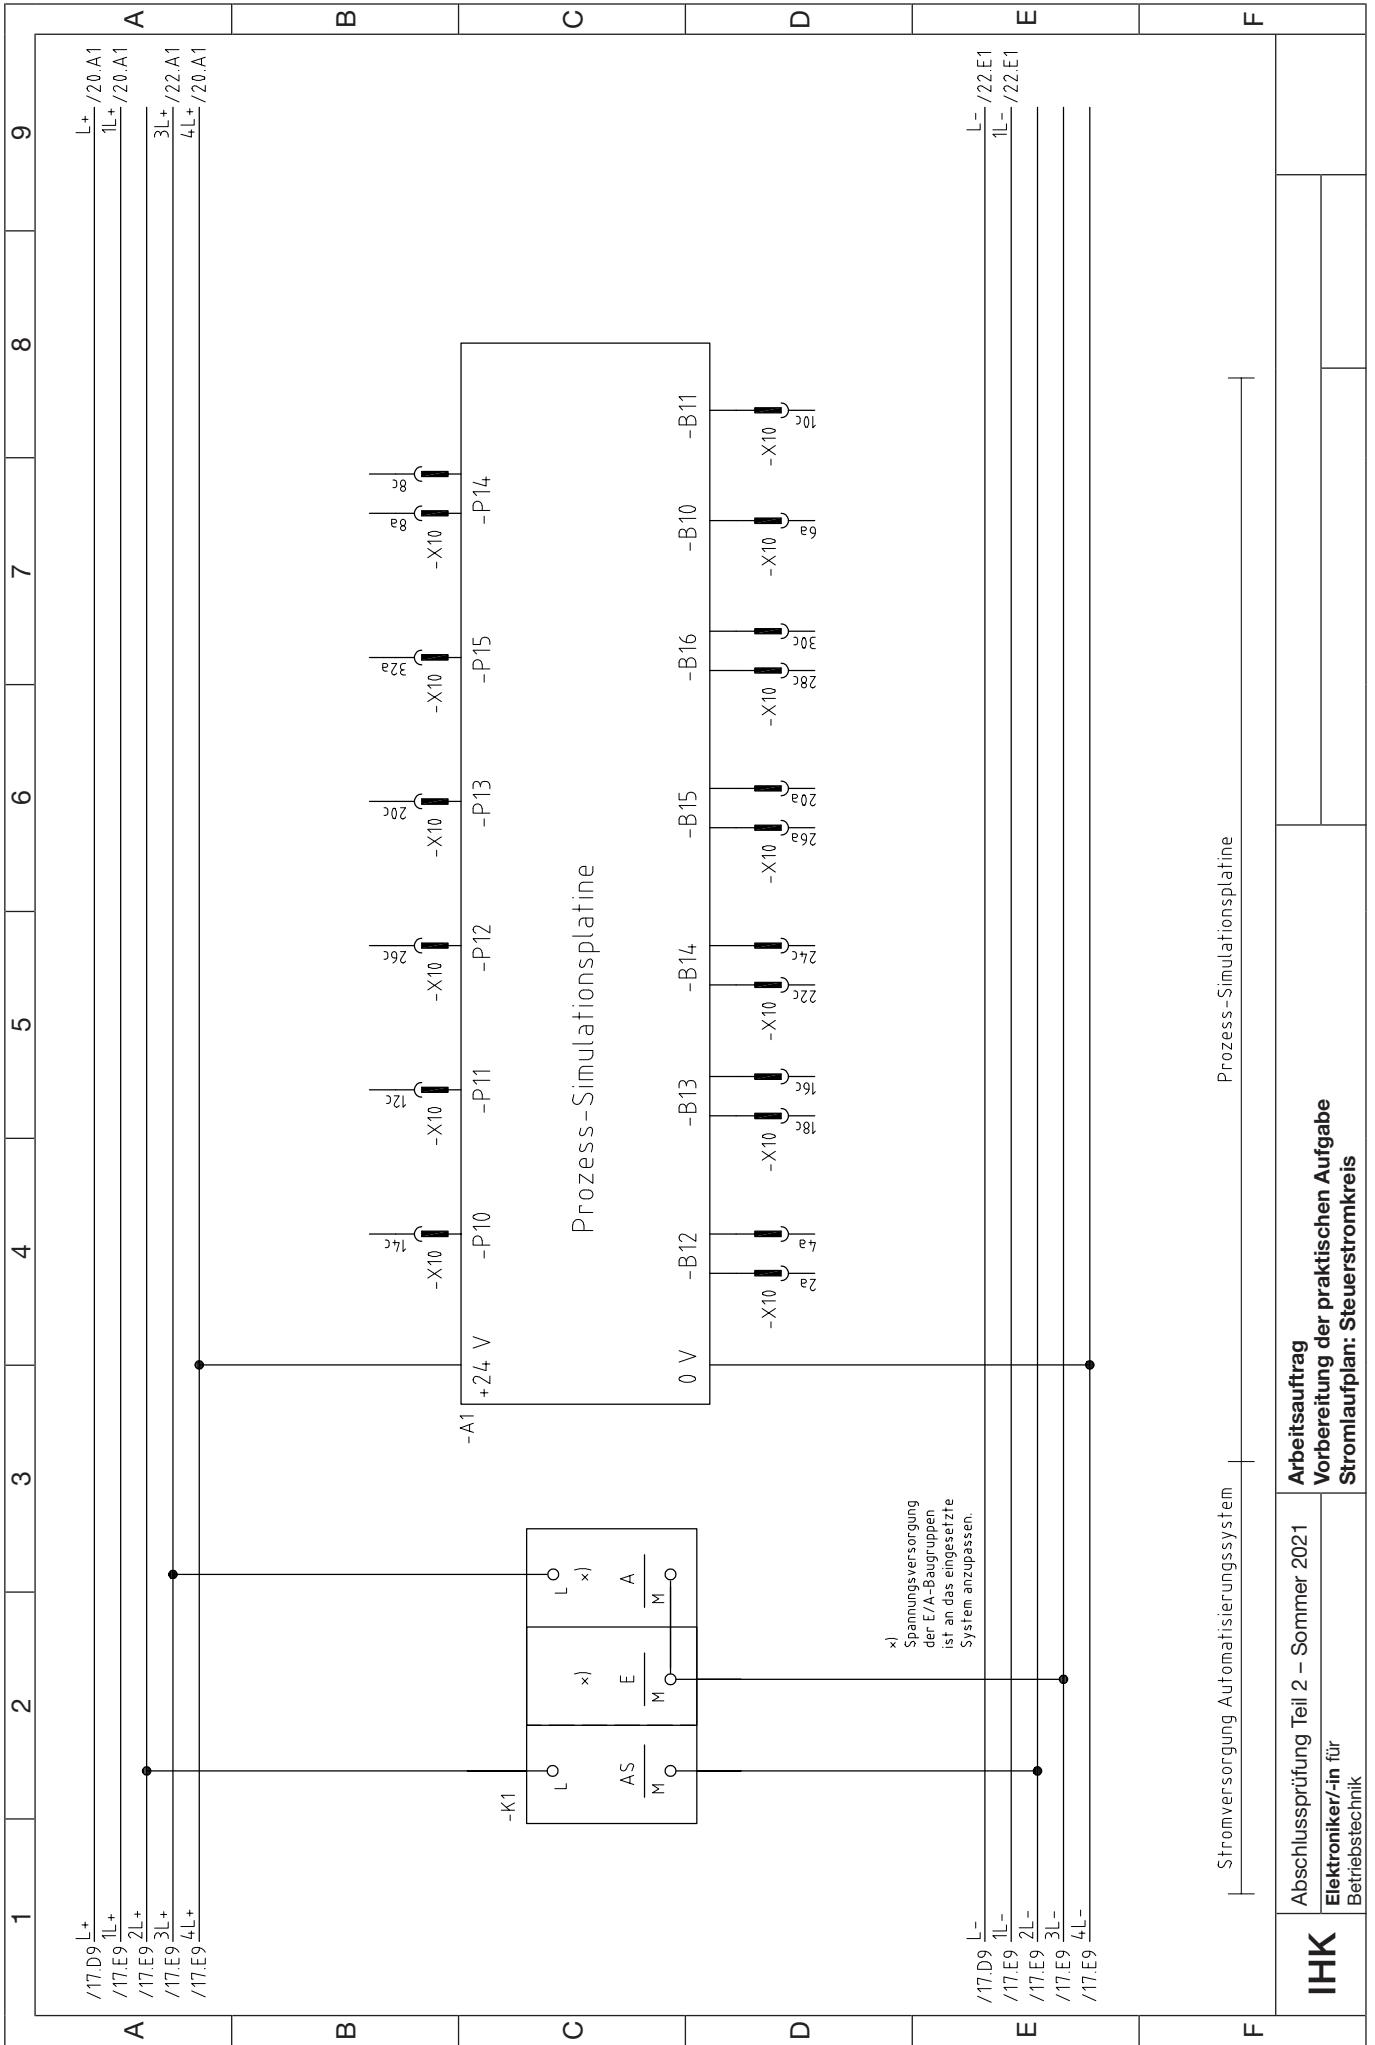 1 2 3 4 5 6 7 8 9
A A
B B
C C
D D
E E
F F
/17.D9 L+
/17.E9 1L+
/17.E9 2L+
/17.E9 3L+
/17.E9 4L+
L+ /20.A1
1L+ /20.A1
3L+ /22.A1
4L+ /20.A1
14c 12c 26c 20c 32a 8a 8c
-X10 -X10 -X10 -X10 -X10 -X10
-A1
+24 V -P10 -P11 -P12 -P13 -P15 -P14
-K1
L L
x) x)
AS E A
M M M
Prozess-Simulationsplatine
0 V -B12 -B13 -B14 -B15 -B16 -B10 -B11
-X10 -X10 -X10 -X10 -X10 -X10 -X10
2a 4a 18c 16c 22c 24c 26a 20a 28c 30c 6a 10c
x)
Spannungsversorgung
der E/A-Baugruppen
ist an das eingesetzte
System anzupassen.
/17.D9 L-
/17.E9 1L-
/17.E9 2L-
/17.E9 3L-
/17.E9 4L-
L- /22.E1
1L- /22.E1
Stromversorgung Automatisierungssystem
Prozess-Simulationsplatine
IHK
Abschlussprüfung Teil 2 – Sommer 2021
Elektroniker/-in für
Betriebstechnik
Arbeitsauftrag
Vorbereitung der praktischen Aufgabe
Stromlaufplan: Steuerstromkreis